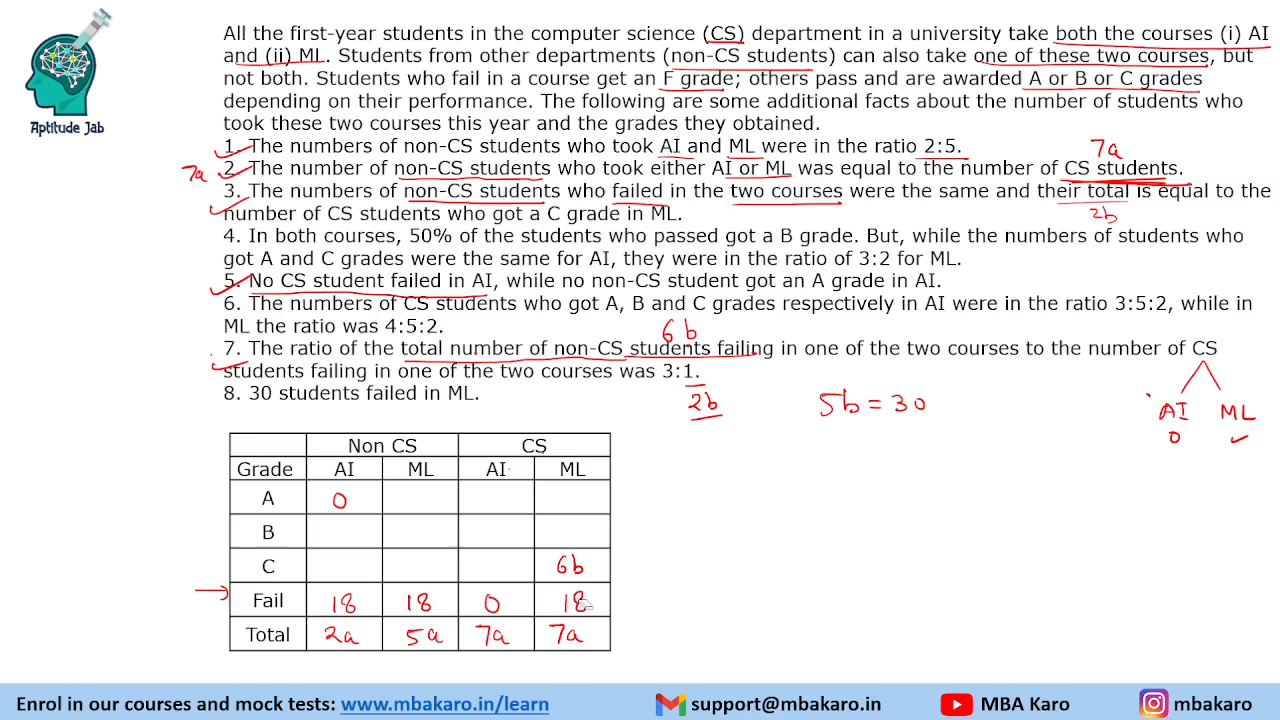 Aptitude Jab
All the first-year students in the computer science (CS) department in a university take both the courses (i) AI
and (ii) ML. Students from other departments (non-CS students) can also take one of these two courses, but
not both. Students who fail in a course get an F grade; others pass and are awarded A or B or C grades
depending on their performance. The following are some additional facts about the number of students who
took these two courses this year and the grades they obtained.
1. The numbers of non-CS students who took AI and ML were in the ratio 2:5.
7a
7a
2. The number of non-CS students who took either AI or ML was equal to the number of CS students.
3. The numbers of non-CS students who failed in the two courses were the same and their total is equal to the
2b
number of CS students who got a C grade in ML.
4. In both courses, 50% of the students who passed got a B grade. But, while the numbers of students who
got A and C grades were the same for AI, they were in the ratio of 3:2 for ML.
5. No CS student failed in AI, while no non-CS student got an A grade in AI.
6. The numbers of CS students who got A, B and C grades respectively in AI were in the ratio 3:5:2, while in
ML the ratio was 4:5:2.
6b
7. The ratio of the total number of non-CS students failing in one of the two courses to the number of CS
students failing in one of the two courses was 3:1.
8. 30 students failed in ML.
2b
5b = 30
AI ML
0
Non CS CS
Grade AI ML AI ML
A 0
B
C 6b
Fail 18 18 0 18
Total 2a 5a 7a 7a
Enrol in our courses and mock tests: www.mbakaro.in/learn support@mbakaro.in MBA Karo mbakaro